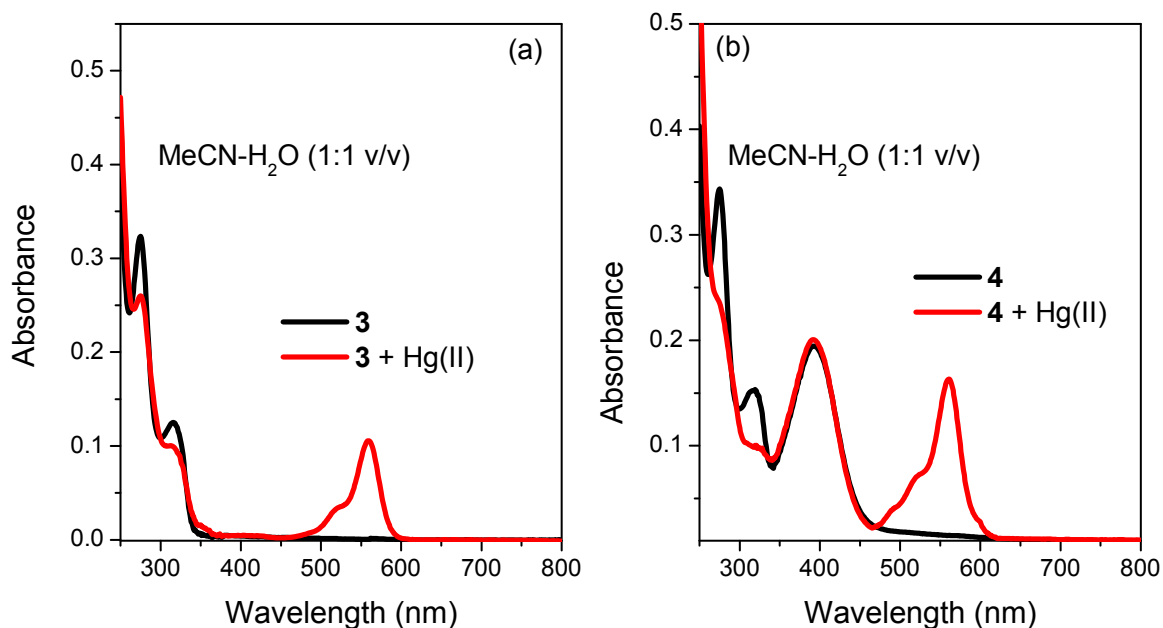 (a)
MeCN-H₂O (1:1 v/v)
3
3 + Hg(II)
Absorbance
0.5
0.4
0.3
0.2
0.1
0.0
300 400 500 600 700 800
Wavelength (nm)
(b)
MeCN-H₂O (1:1 v/v)
4
4 + Hg(II)
Absorbance
0.5
0.4
0.3
0.2
0.1
300 400 500 600 700 800
Wavelength (nm)